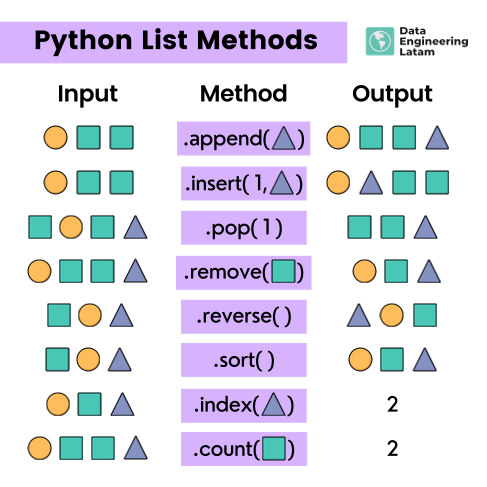 Python List Methods
Data
Engineering
Latam
Input Method Output
.append( )
.insert( 1, )
.pop( 1 )
.remove( )
.reverse( )
.sort( )
.index( ) 2
.count( ) 2